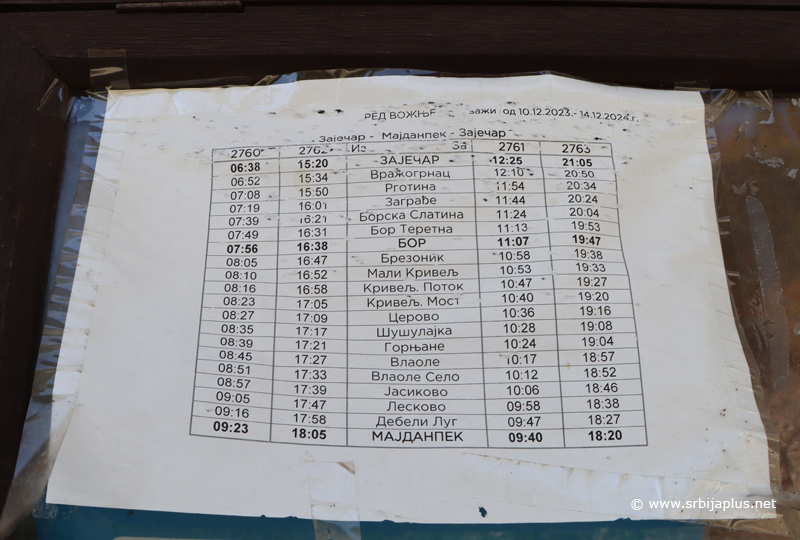 РЕД ВОЖЊЕ важи од 10.12.2023.- 14.12.2024.г.
Зајечар - Мајданпек - Зајечар
2760 2762 Из За 2761 2763
06:38 15:20 ЗАЈЕЧАР 12:25 21:05
06:52 15:34 Вражогрнац 12:10 20:50
07:08 15:50 Рготина 11:54 20:34
07:19 16:01 Заграђе 11:44 20:24
07:39 16:21 Борска Слатина 11:24 20:04
07:49 16:31 Бор Теретна 11:13 19:53
07:56 16:38 БОР 11:07 19:47
08:05 16:47 Брезоник 10:58 19:38
08:10 16:52 Мали Кривељ 10:53 19:33
08:16 16:58 Кривељ. Поток 10:47 19:27
08:23 17:05 Кривељ. Мост 10:40 19:20
08:27 17:09 Церово 10:36 19:16
08:35 17:17 Шушулајка 10:28 19:08
08:39 17:21 Горњане 10:24 19:04
08:45 17:27 Влаоле 10:17 18:57
08:51 17:33 Влаоле Село 10:12 18:52
08:57 17:39 Јасиково 10:06 18:46
09:05 17:47 Лесково 09:58 18:38
09:16 17:58 Дебели Луг 09:47 18:27
09:23 18:05 МАЈДАНПЕК 09:40 18:20
© www.srbijaplus.net